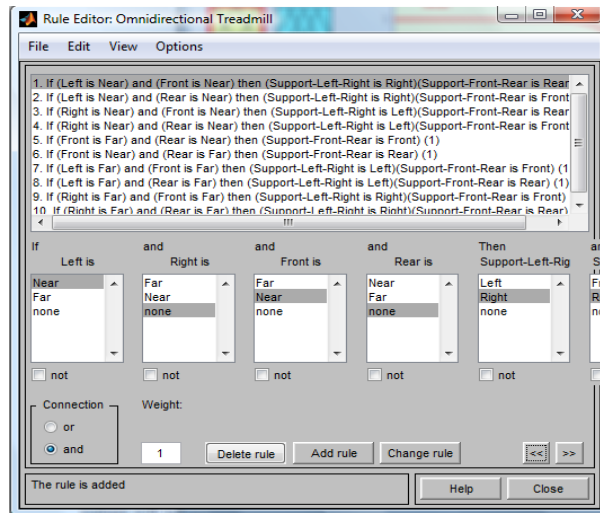 Rule Editor: Omnidirectional Treadmill
File Edit View Options
1. If (Left is Near) and (Front is Near) then (Support-Left-Right is Right)(Support-Front-Rear is Rear
2. If (Left is Near) and (Rear is Near) then (Support-Left-Right is Right)(Support-Front-Rear is Front
3. If (Right is Near) and (Front is Near) then (Support-Left-Right is Left)(Support-Front-Rear is Rear
4. If (Right is Near) and (Rear is Near) then (Support-Left-Right is Left)(Support-Front-Rear is Front
5. If (Front is Far) and (Rear is Near) then (Support-Front-Rear is Front) (1)
6. If (Front is Near) and (Rear is Far) then (Support-Front-Rear is Rear) (1)
7. If (Left is Far) and (Front is Far) then (Support-Left-Right is Left)(Support-Front-Rear is Front) (1
8. If (Left is Far) and (Rear is Far) then (Support-Left-Right is Left)(Support-Front-Rear is Rear) (1)
9. If (Right is Far) and (Front is Far) then (Support-Left-Right is Right)(Support-Front-Rear is Front)
10. If (Right is Far) and (Rear is Far) then (Support-Left-Right is Right)(Support-Front-Rear is Rear)
If and and and Then
Left is Right is Front is Rear is Support-Left-Rig
Near Far Far Near Left
Far Near Near Far Right
none none none none none
not not not not not
Connection Weight:
or
and 1 Delete rule Add rule Change rule << >>
The rule is added Help Close